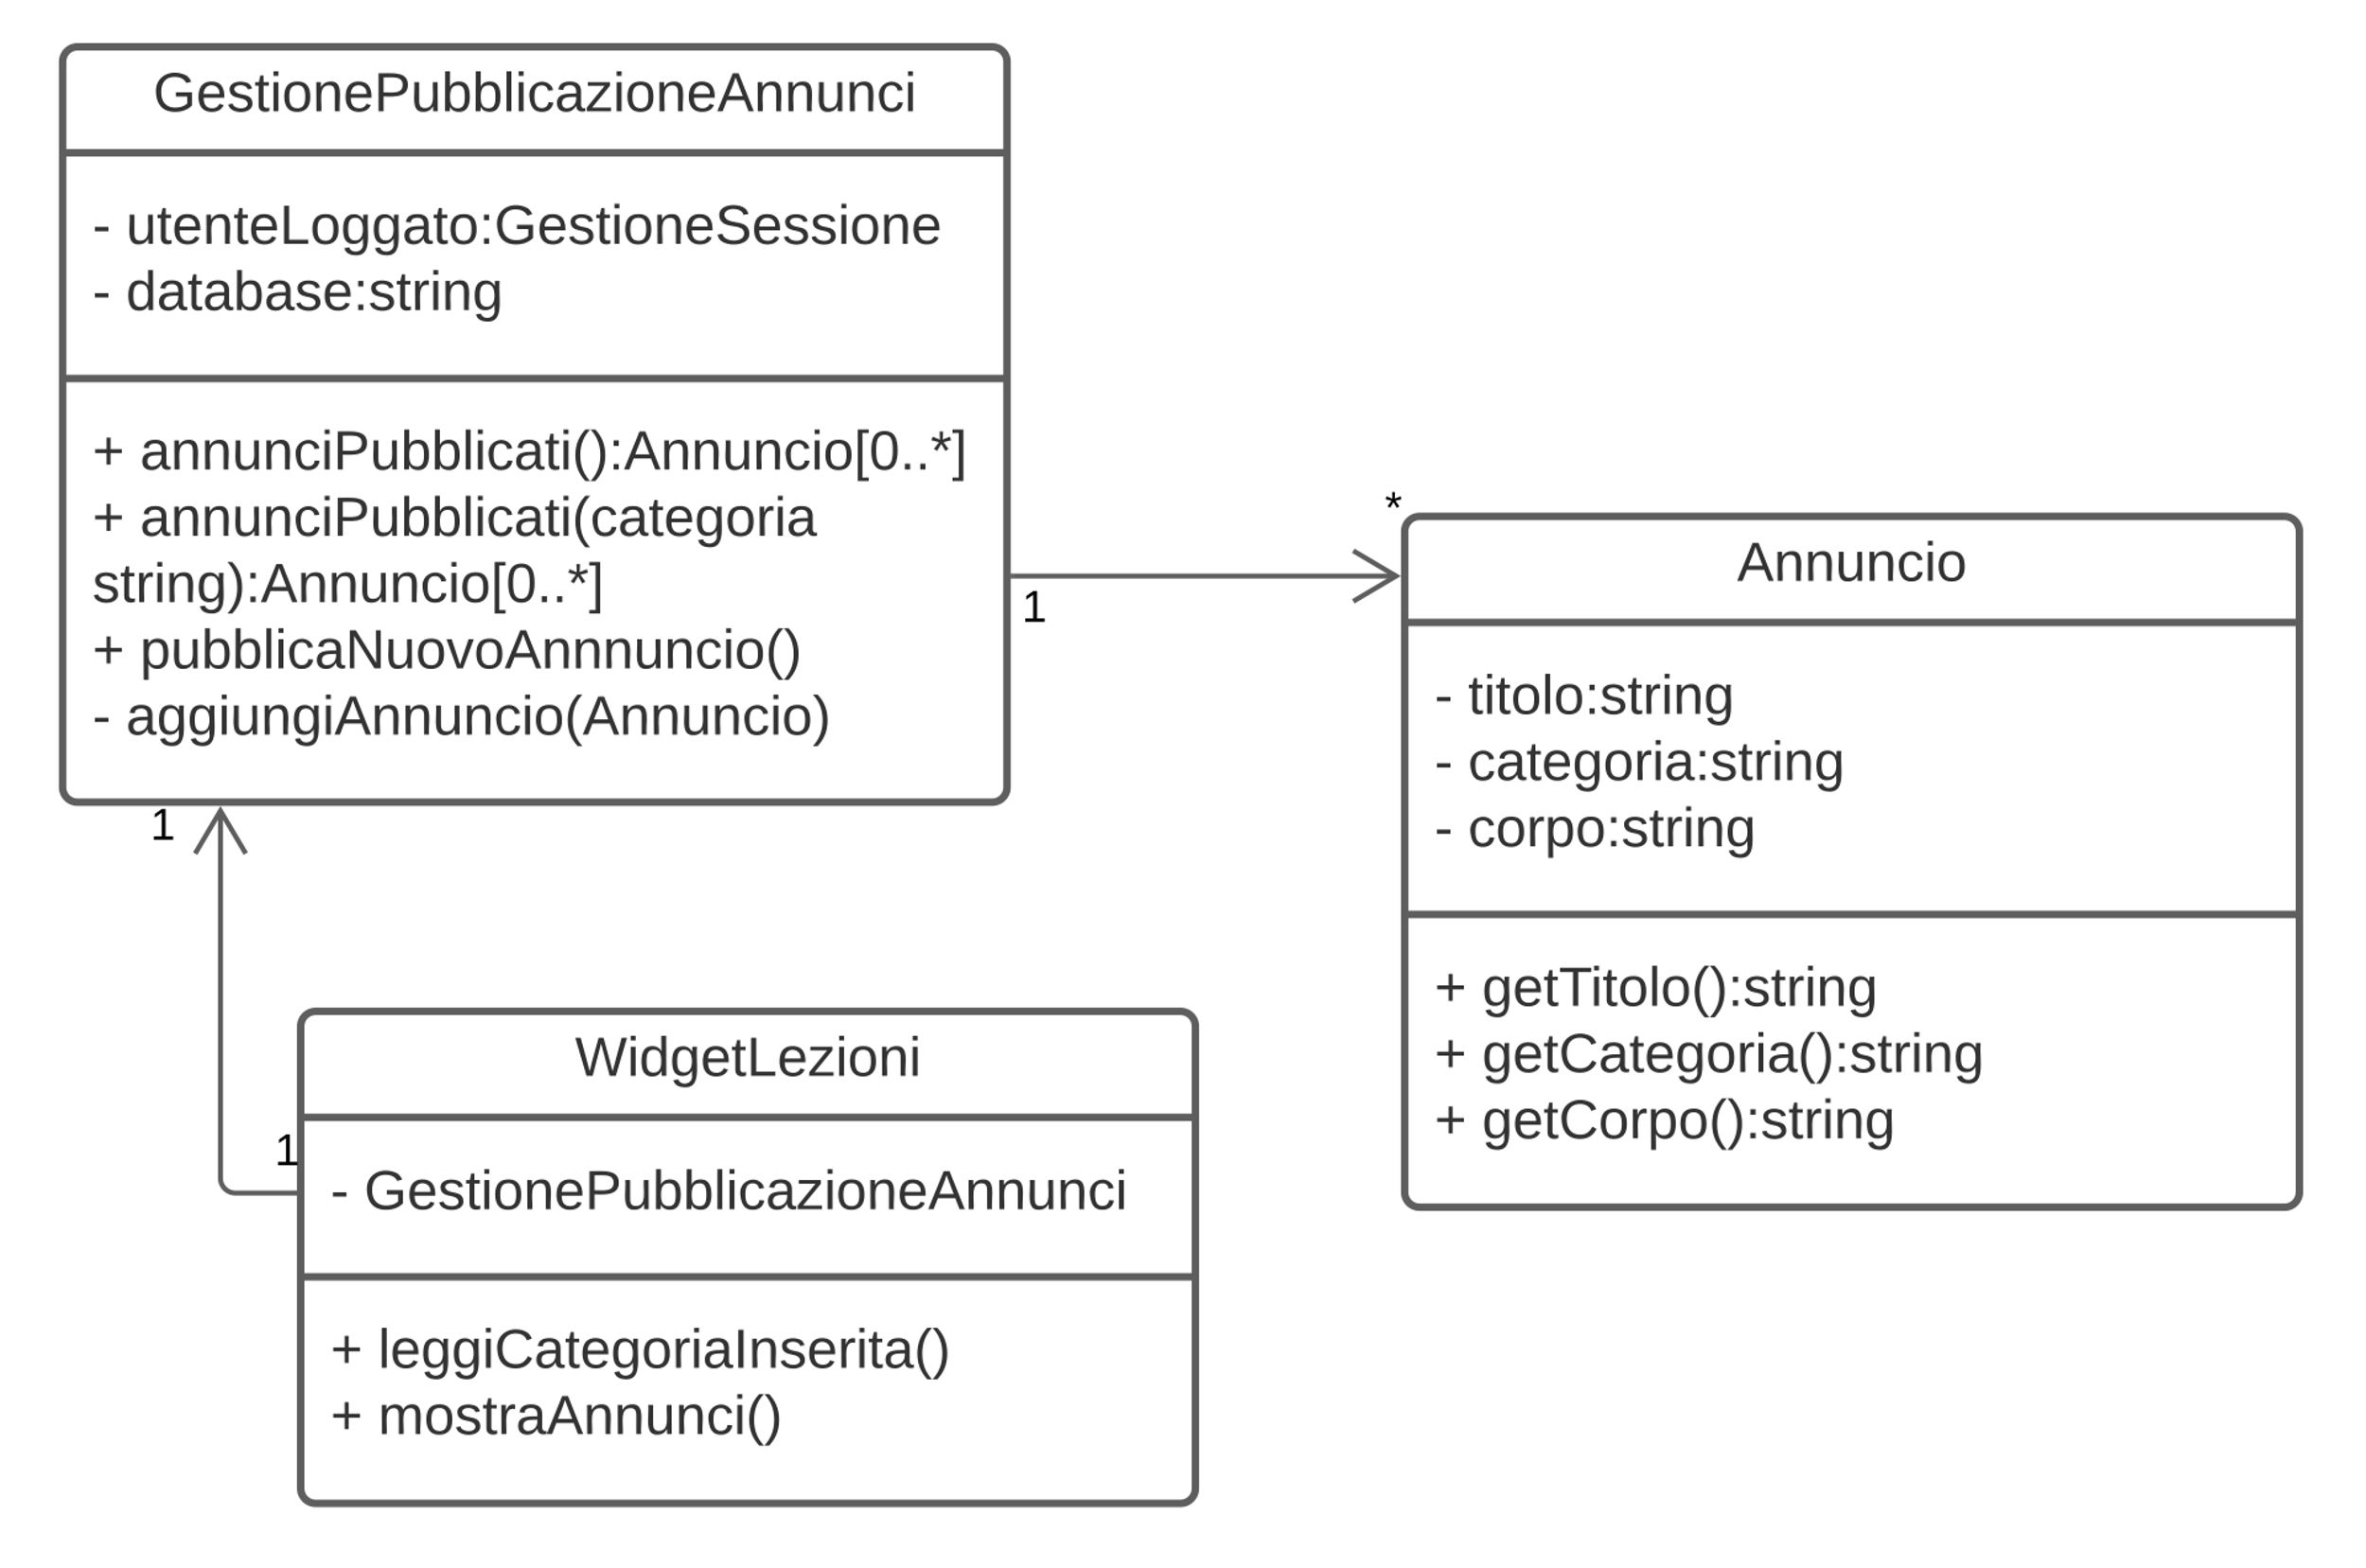 GestionePubblicazioneAnnunci
- utenteLoggato:GestioneSessione
- database:string
+ annunciPubblicati():Annuncio[0..*]
+ annunciPubblicati(categoria
string):Annuncio[0..*]
+ pubblicaNuovoAnnnuncio()
- aggiungiAnnuncio(Annuncio)
*
1
Annuncio
- titolo:string
- categoria:string
- corpo:string
+ getTitolo():string
+ getCategoria():string
+ getCorpo():string
1
1
WidgetLezioni
- GestionePubblicazioneAnnunci
+ leggiCategoriaInserita()
+ mostraAnnunci()